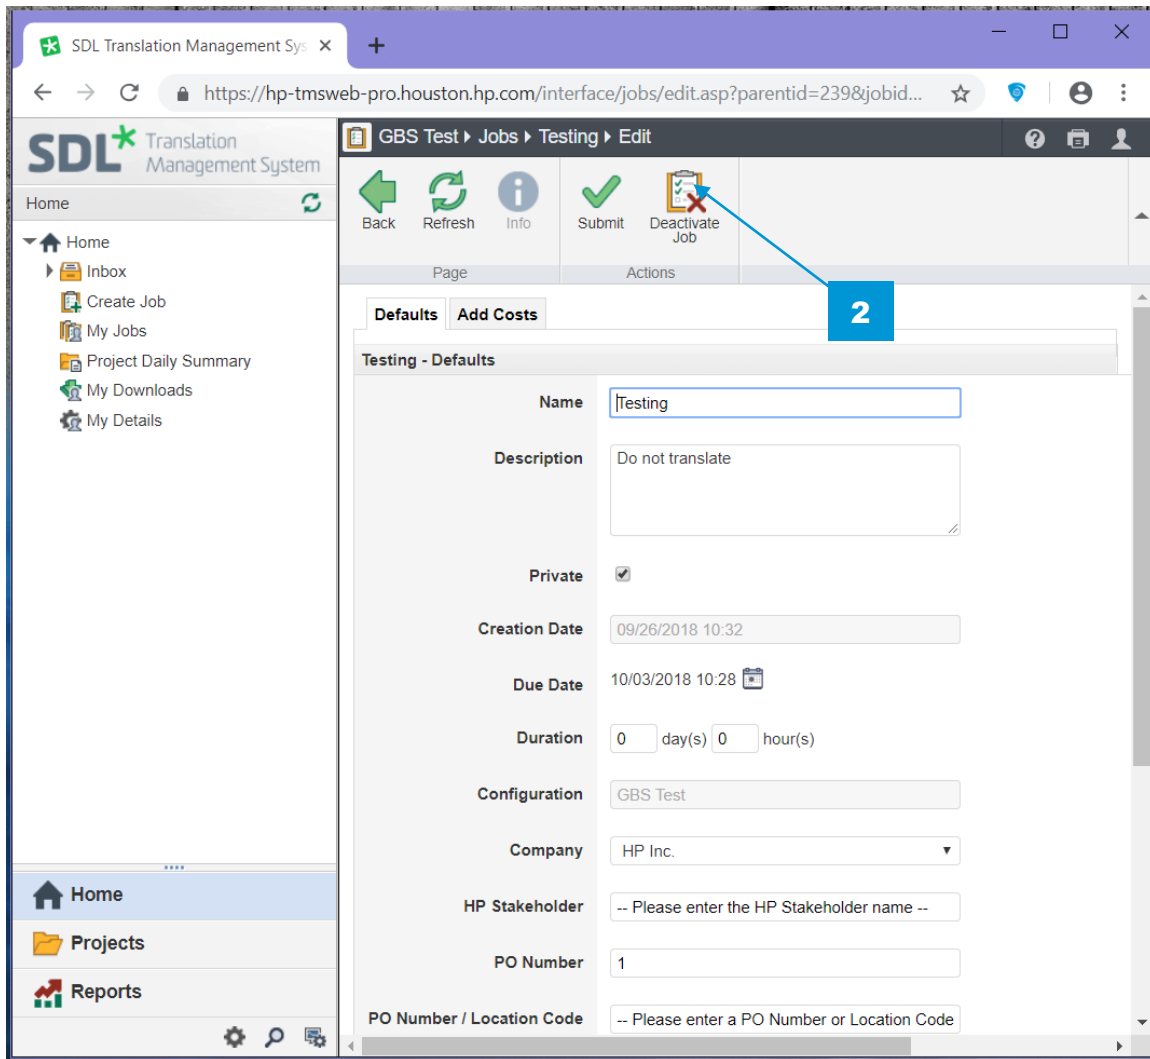 SDL Translation Management Sys
https://hp-tmsweb-pro.houston.hp.com/interface/jobs/edit.asp?parentid=239&jobid...
SDL Translation
Management System
Home
Home
Inbox
Create Job
My Jobs
Project Daily Summary
My Downloads
My Details
Home
Projects
Reports
GBS Test Jobs Testing Edit
Back Refresh Info Submit Deactivate
Job
Page Actions
2
Defaults Add Costs
Testing - Defaults
Name Testing
Description Do not translate
Private
Creation Date 09/26/2018 10:32
Due Date 10/03/2018 10:28
Duration 0 day(s) 0 hour(s)
Configuration GBS Test
Company HP Inc.
HP Stakeholder -- Please enter the HP Stakeholder name --
PO Number 1
PO Number / Location Code -- Please enter a PO Number or Location Code